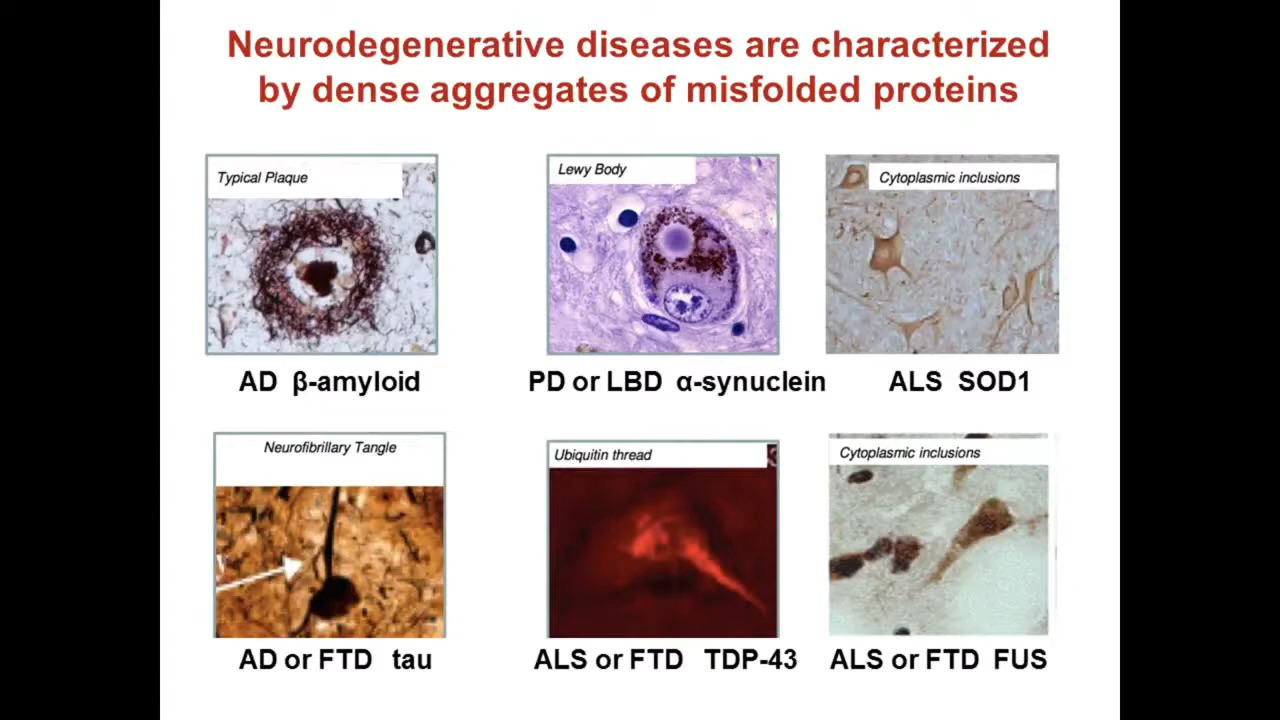 Neurodegenerative diseases are characterized
by dense aggregates of misfolded proteins
Typical Plaque
Lewy Body
Cytoplasmic inclusions
AD β-amyloid
PD or LBD α-synuclein
ALS SOD1
Neurofibrillary Tangle
Ubiquitin thread
Cytoplasmic inclusions
AD or FTD tau
ALS or FTD TDP-43
ALS or FTD FUS